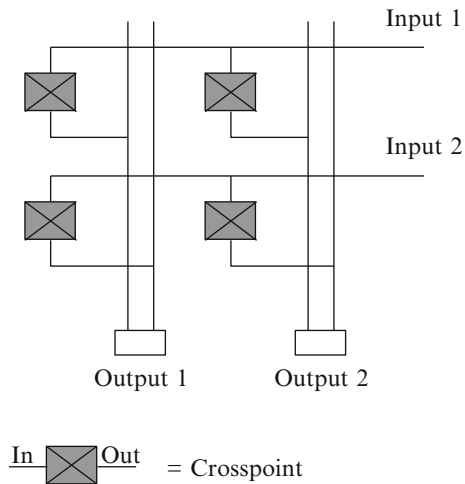 Input 1
Input 2
Output 1 Output 2
In Out = Crosspoint